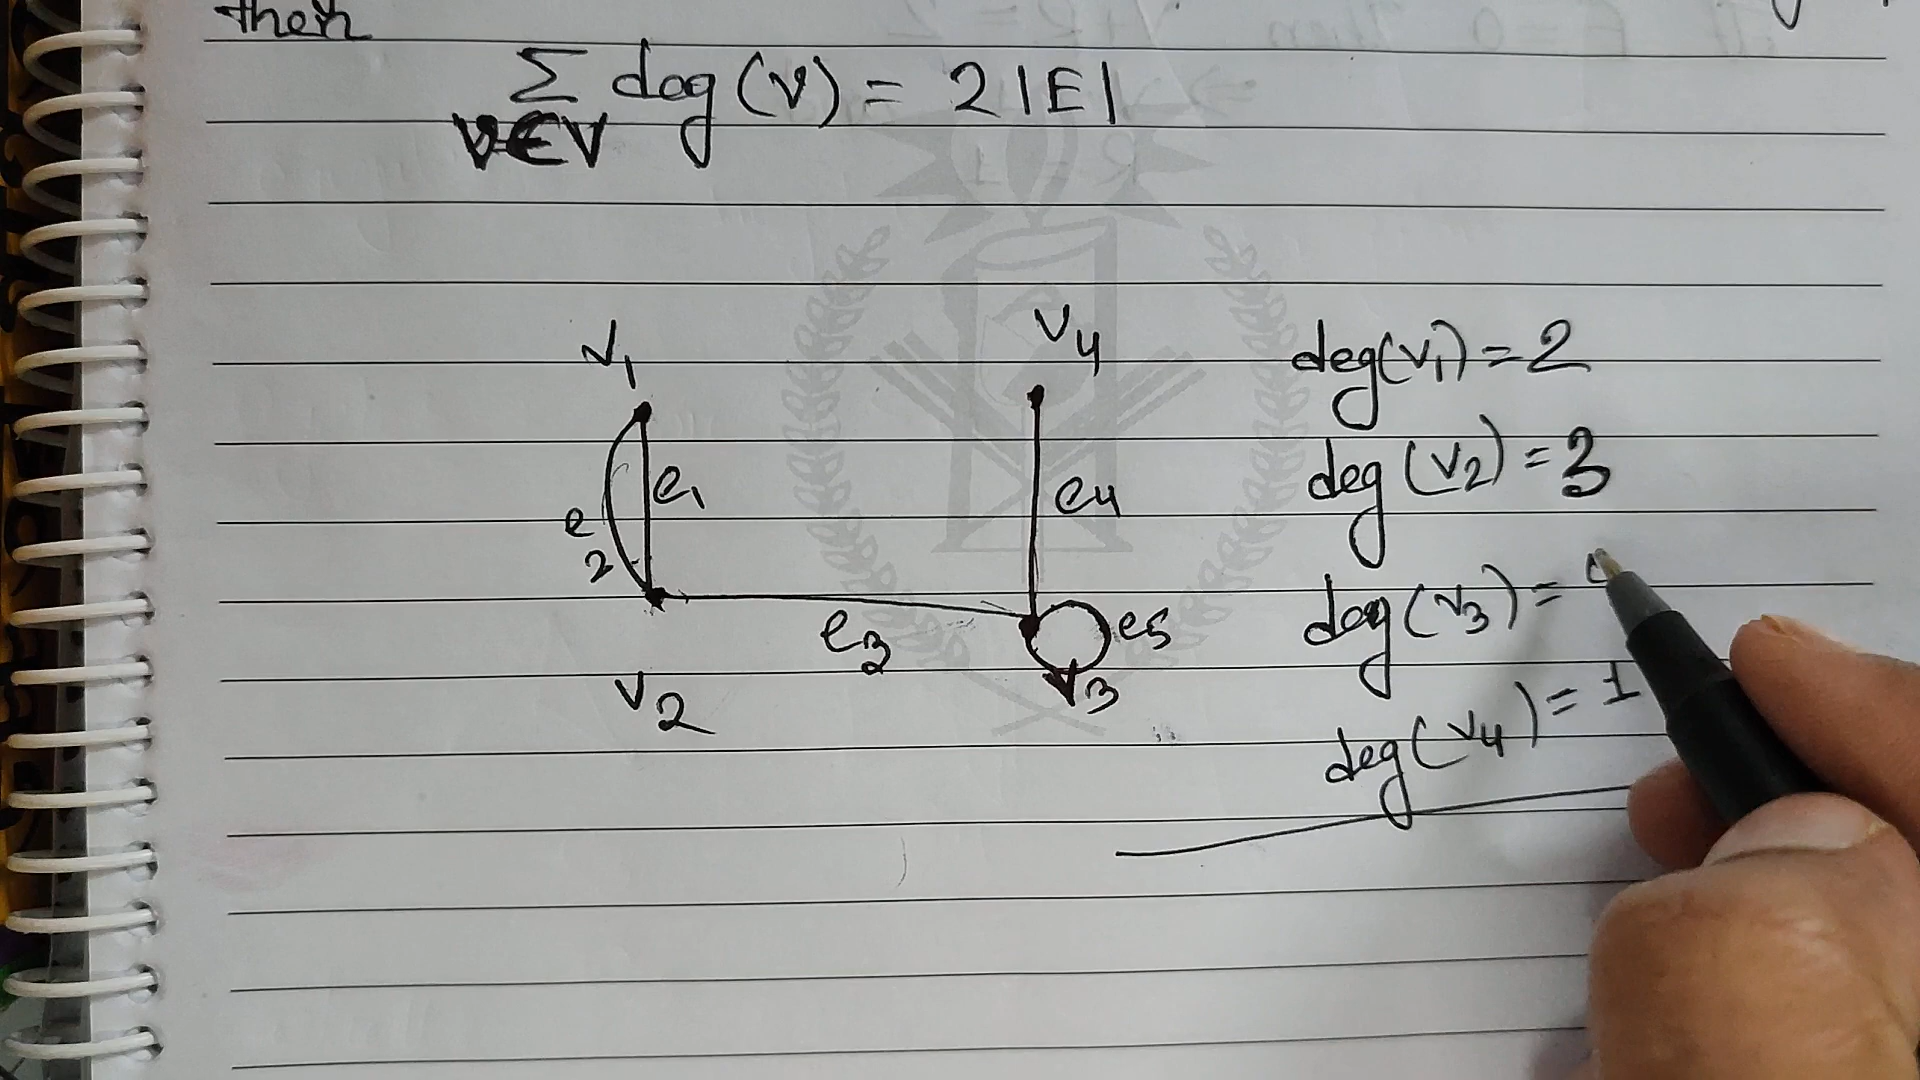 then
Σ deg (v) = 2 |E|
v∈V
v1
v4
deg(v1) = 2
e1
e4
deg (v2) = 3
e2
e3
e5
deg (v3) =
v2
v3
deg (v4) = 1